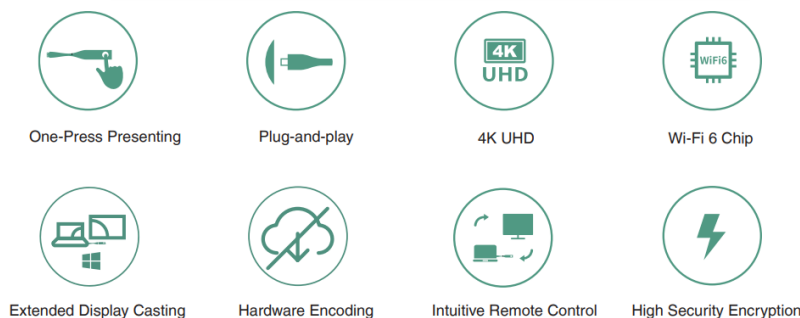 4K
UHD
WiFi6
One-Press Presenting
Plug-and-play
4K UHD
Wi-Fi 6 Chip
Extended Display Casting
Hardware Encoding
Intuitive Remote Control
High Security Encryption